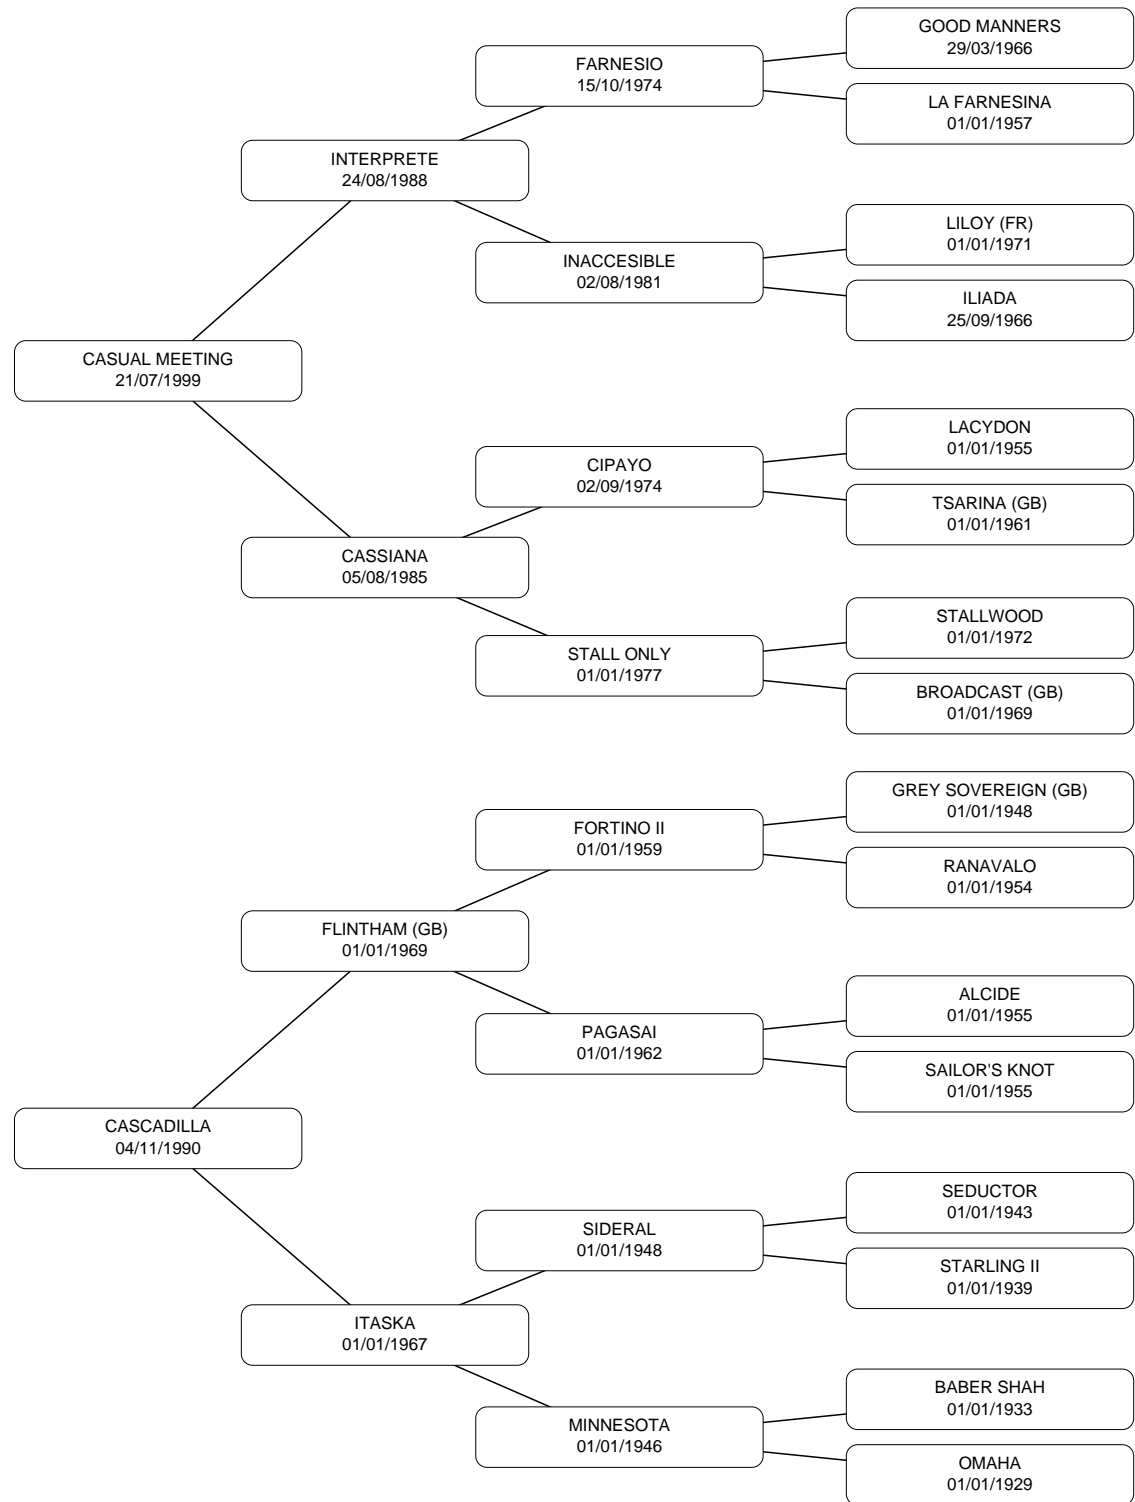 GOOD MANNERS
29/03/1966
FARNESIO
15/10/1974
LA FARNESINA
01/01/1957
INTERPRETE
24/08/1988
LILOY (FR)
01/01/1971
INACCESIBLE
02/08/1981
ILIADA
25/09/1966
CASUAL MEETING
21/07/1999
LACYDON
01/01/1955
CIPAYO
02/09/1974
TSARINA (GB)
01/01/1961
CASSIANA
05/08/1985
STALLWOOD
01/01/1972
STALL ONLY
01/01/1977
BROADCAST (GB)
01/01/1969
GREY SOVEREIGN (GB)
01/01/1948
FORTINO II
01/01/1959
RANAVALO
01/01/1954
FLINTHAM (GB)
01/01/1969
ALCIDE
01/01/1955
PAGASAI
01/01/1962
SAILOR'S KNOT
01/01/1955
CASCADILLA
04/11/1990
SEDUCTOR
01/01/1943
SIDERAL
01/01/1948
STARLING II
01/01/1939
ITASKA
01/01/1967
BABER SHAH
01/01/1933
MINNESOTA
01/01/1946
OMAHA
01/01/1929